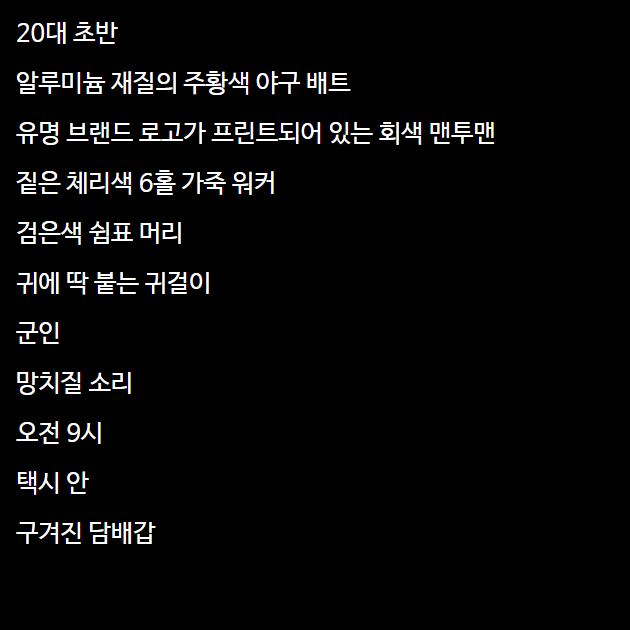 20대 초반
알루미늄 재질의 주황색 야구 배트
유명 브랜드 로고가 프린트되어 있는 회색 맨투맨
짙은 체리색 6홀 가죽 워커
검은색 쉼표 머리
귀에 딱 붙는 귀걸이
군인
망치질 소리
오전 9시
택시 안
구겨진 담배갑